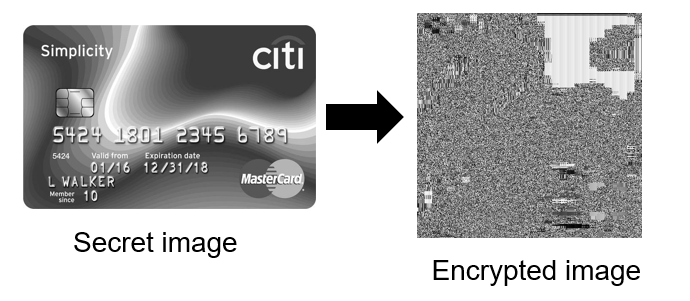 Simplicity
citi
5424 1801 2345 6789
5424 Valid from Expiration date
01/16 12/31/18
L WALKER
Member since 10
MasterCard
Secret image
Encrypted image